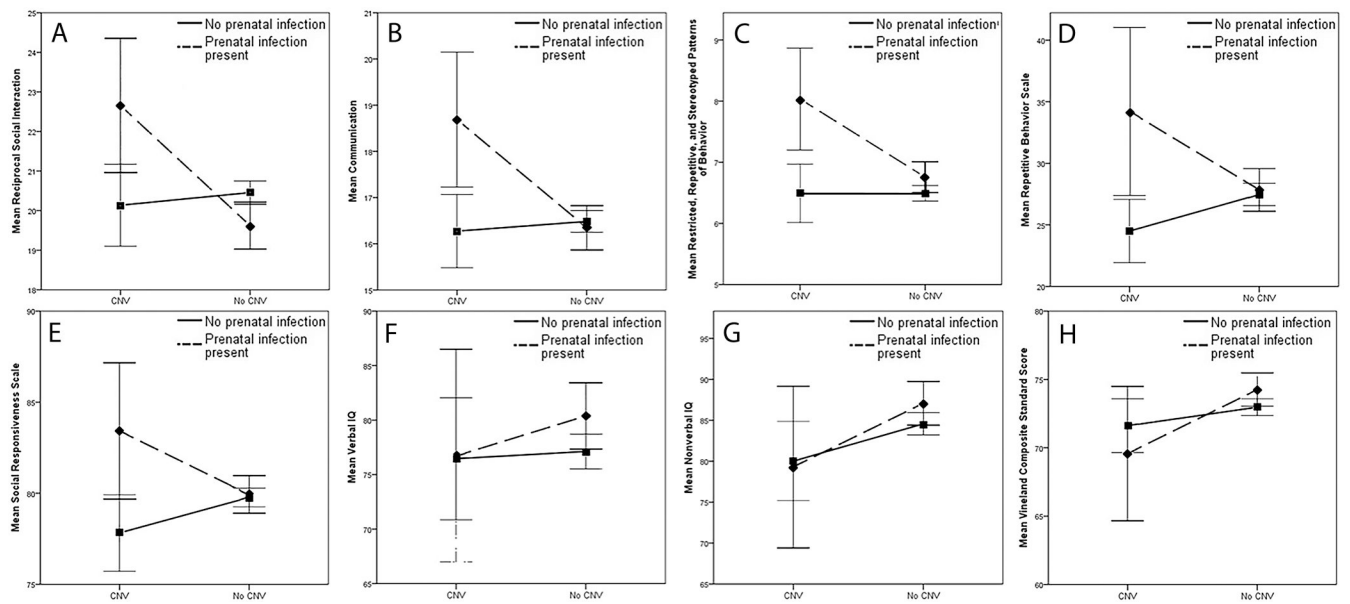 A
No prenatal infection
Prenatal infection
present
25
24
23
22
21
20
19
18
Mean Reciprocal Social Interaction
CNV
No CNV
B
No prenatal infection
Prenatal infection
present
21
20
19
18
17
16
15
Mean Communication
CNV
No CNV
C
No prenatal infection
Prenatal infection
present
9
8
7
6
5
Mean Restricted, Repetitive, and Stereotyped Patterns
of Behavior
CNV
No CNV
D
No prenatal infection
Prenatal infection
present
40
35
30
25
20
Mean Repetitive Behavior Scale
CNV
No CNV
E
No prenatal infection
Prenatal infection
present
90
85
80
75
Mean Social Responsiveness Scale
CNV
No CNV
F
No prenatal infection
Prenatal infection
present
90
85
80
75
70
65
Mean Verbal IQ
CNV
No CNV
G
No prenatal infection
Prenatal infection
present
95
90
85
80
75
70
65
Mean Nonverbal IQ
CNV
No CNV
H
No prenatal infection
Prenatal infection
present
80
75
70
65
60
Mean Vineland Composite Standard Score
CNV
No CNV